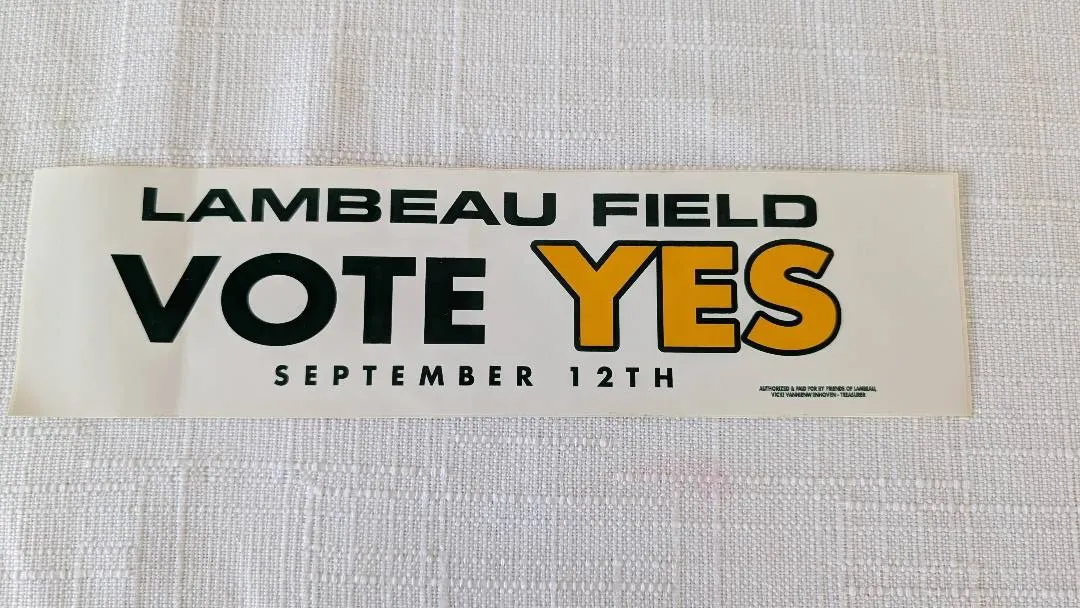 LAMBEAU FIELD
VOTE YES
SEPTEMBER 12TH
AUTHORIZED & PAID FOR BY FRIENDS OF LAMBEAU,
VICKI - TREASURER